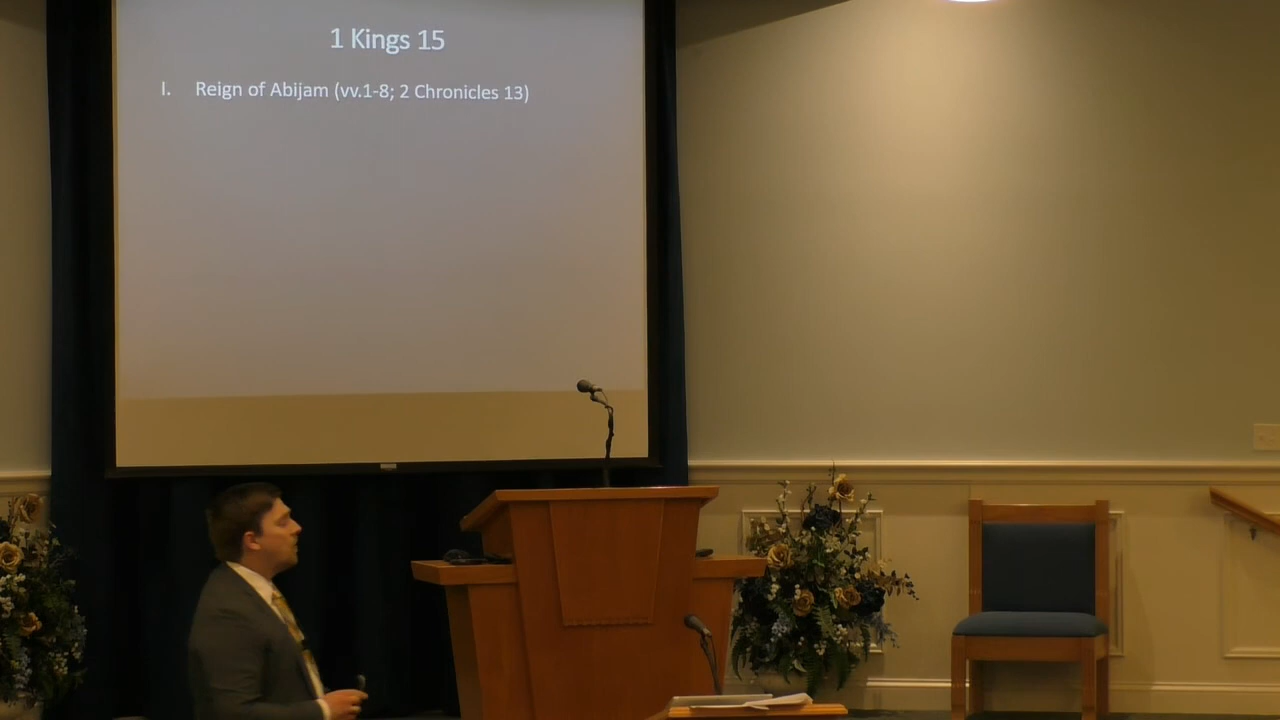 1 Kings 15
I. Reign of Abijam (vv.1-8; 2 Chronicles 13)